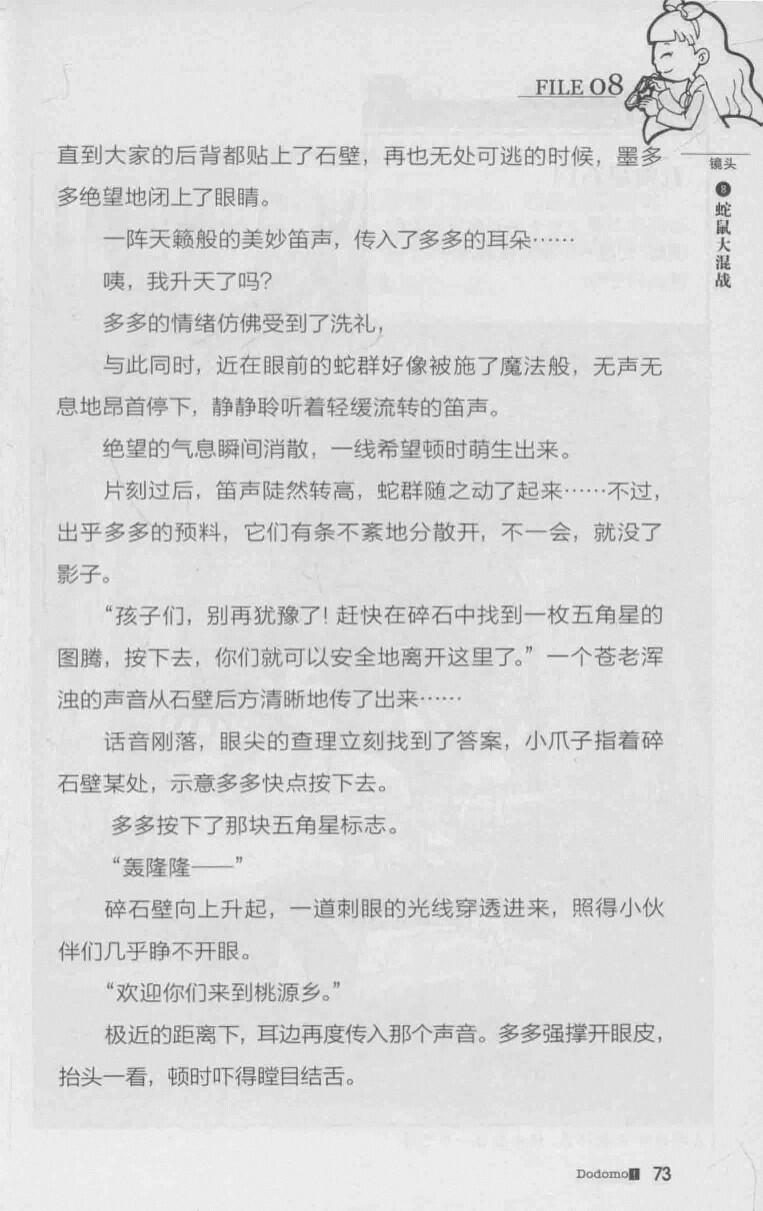 FILE 08
镜头
❽
蛇鼠大混战
直到大家的后背都贴上了石壁，再也无处可逃的时候，墨多
多绝望地闭上了眼睛。
一阵天籁般的美妙笛声，传入了多多的耳朵……
咦，我升天了吗？
多多的情绪仿佛受到了洗礼，
与此同时，近在眼前的蛇群好像被施了魔法般，无声无
息地昂首停下，静静聆听着轻缓流转的笛声。
绝望的气息瞬间消散，一线希望顿时萌生出来。
片刻过后，笛声陡然转高，蛇群随之动了起来……不过，
出乎多多的预料，它们有条不紊地分散开，不一会，就没了
影子。
“孩子们，别再犹豫了！赶快在碎石中找到一枚五角星的
图腾，按下去，你们就可以安全地离开这里了。”一个苍老浑
浊的声音从石壁后方清晰地传了出来……
话音刚落，眼尖的查理立刻找到了答案，小爪子指着碎
石壁某处，示意多多快点按下去。
多多按下了那块五角星标志。
“轰隆隆——”
碎石壁向上升起，一道刺眼的光线穿透进来，照得小伙
伴们几乎睁不开眼。
“欢迎你们来到桃源乡。”
极近的距离下，耳边再度传入那个声音。多多强撑开眼皮，
抬头一看，顿时吓得瞠目结舌。
Dodomo! 73